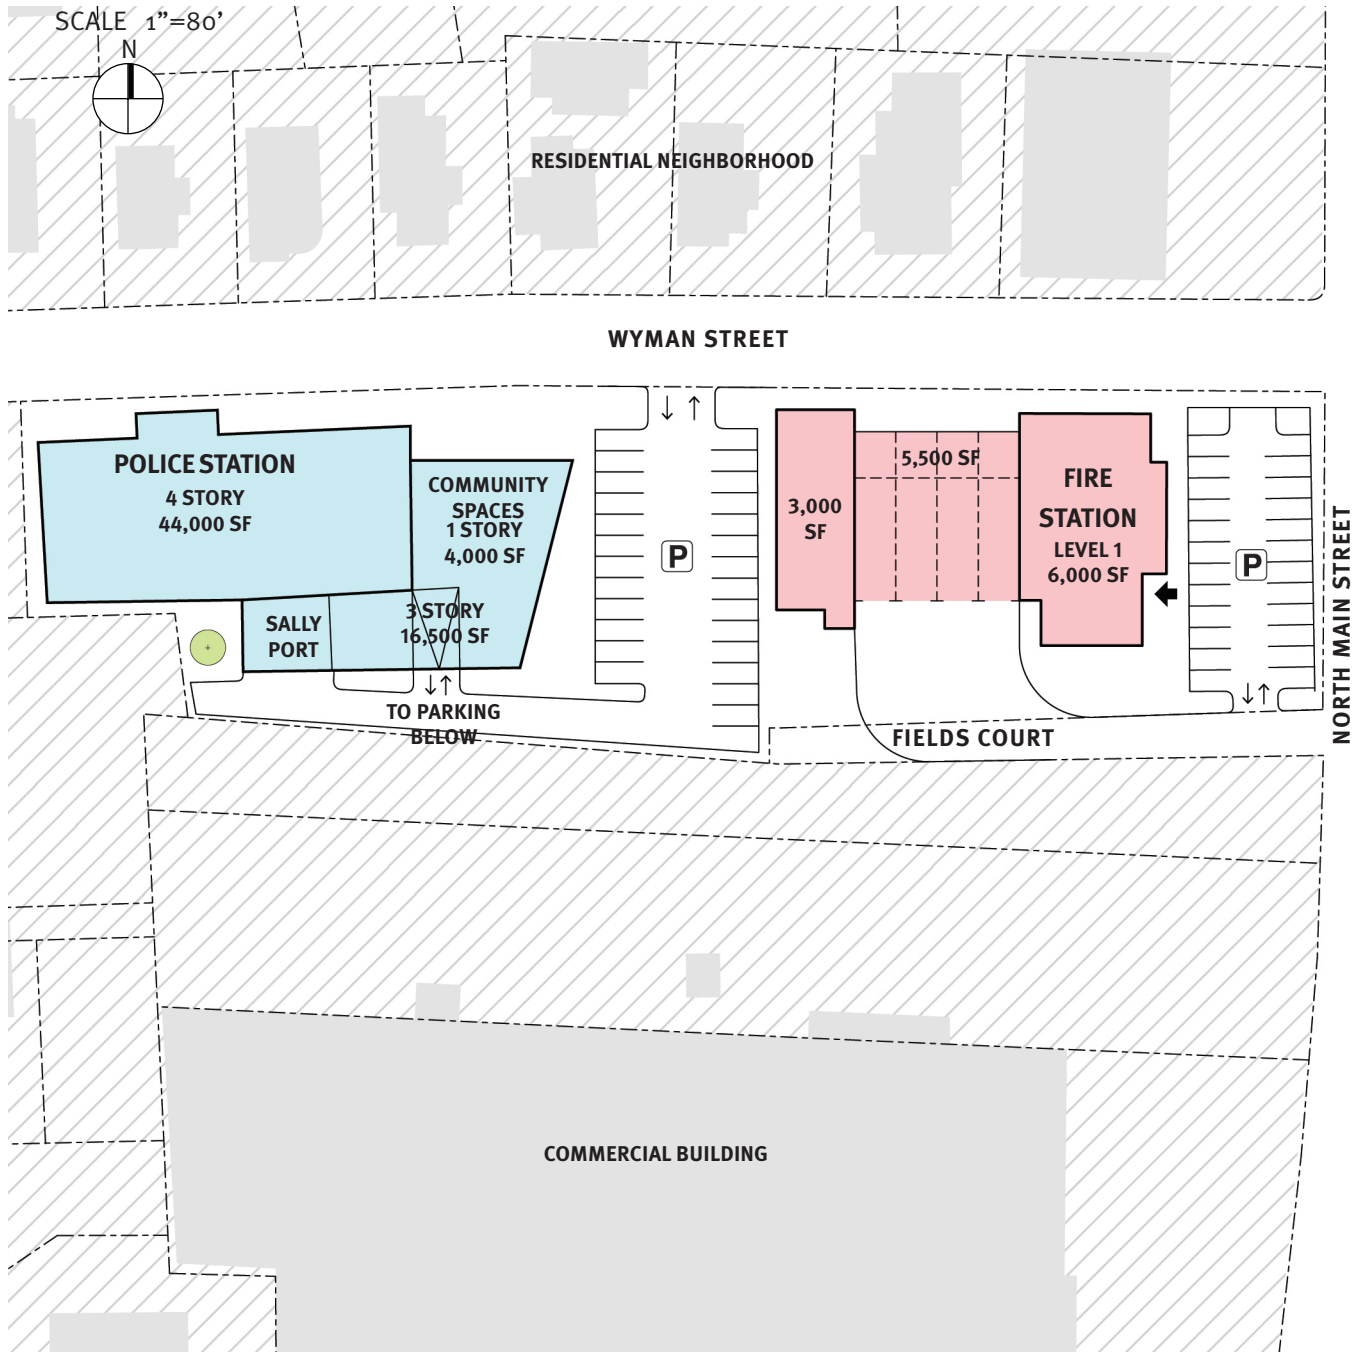 SCALE 1”=80’
N
RESIDENTIAL NEIGHBORHOOD
WYMAN STREET
POLICE STATION
4 STORY
44,000 SF
COMMUNITY
SPACES
1 STORY
4,000 SF
3 STORY
16,500 SF
SALLY
PORT
TO PARKING
BELOW
P
3,000
SF
5,500 SF
FIRE
STATION
LEVEL 1
6,000 SF
P
NORTH MAIN STREET
FIELDS COURT
COMMERCIAL BUILDING